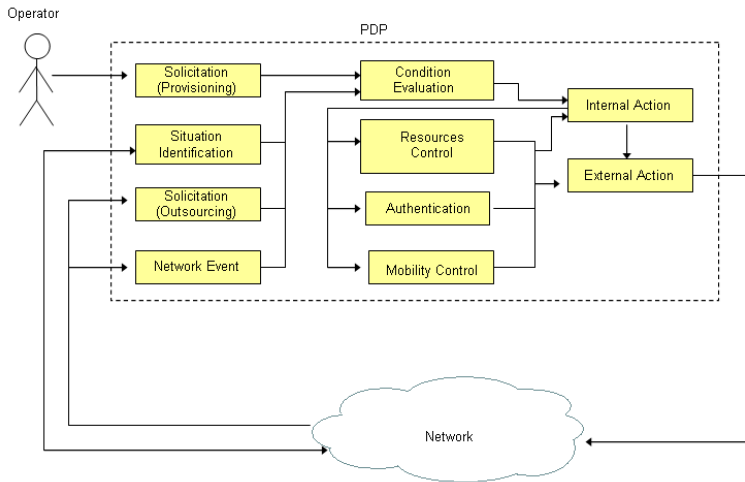 Operator
PDP
Solicitation
(Provisioning)
Condition
Evaluation
Internal Action
Situation
Identification
Resources
Control
External Action
Solicitation
(Outsourcing)
Authentication
Network Event
Mobility Control
Network